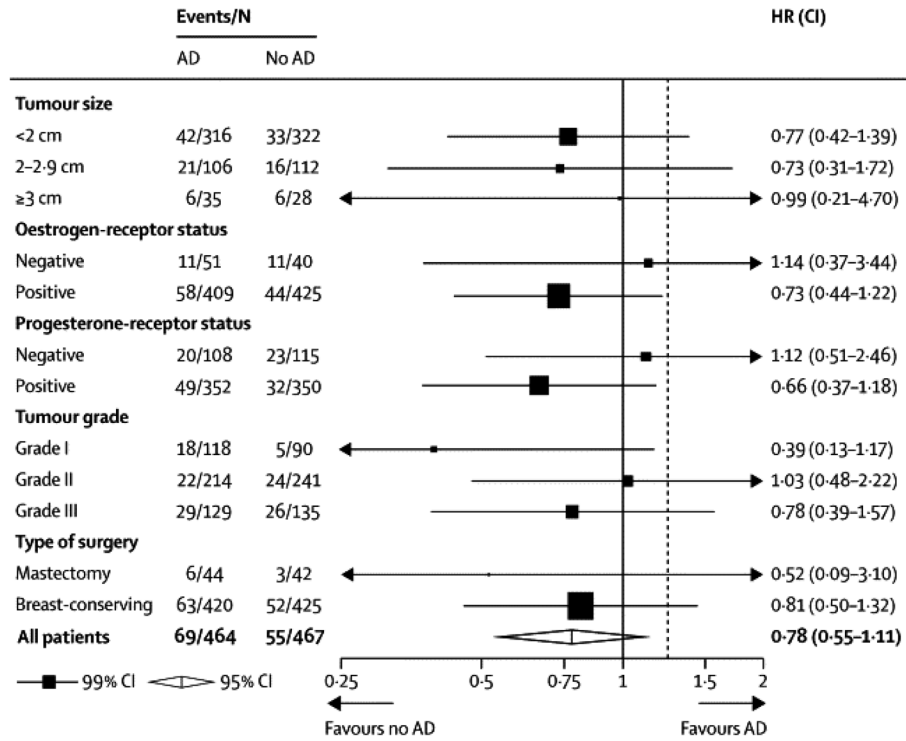 Events/N HR (CI)
AD No AD
Tumour size
<2 cm 42/316 33/322 0·77 (0·42–1·39)
2–2·9 cm 21/106 16/112 0·73 (0·31–1·72)
≥3 cm 6/35 6/28 0·99 (0·21–4·70)
Oestrogen-receptor status
Negative 11/51 11/40 1·14 (0·37–3·44)
Positive 58/409 44/425 0·73 (0·44–1·22)
Progesterone-receptor status
Negative 20/108 23/115 1·12 (0·51–2·46)
Positive 49/352 32/350 0·66 (0·37–1·18)
Tumour grade
Grade I 18/118 5/90 0·39 (0·13–1·17)
Grade II 22/214 24/241 1·03 (0·48–2·22)
Grade III 29/129 26/135 0·78 (0·39–1·57)
Type of surgery
Mastectomy 6/44 3/42 0·52 (0·09–3·10)
Breast-conserving 63/420 52/425 0·81 (0·50–1·32)
All patients 69/464 55/467 0·78 (0·55–1·11)
99% CI 95% CI
0·25 0·5 0·75 1 1·5 2
Favours no AD Favours AD